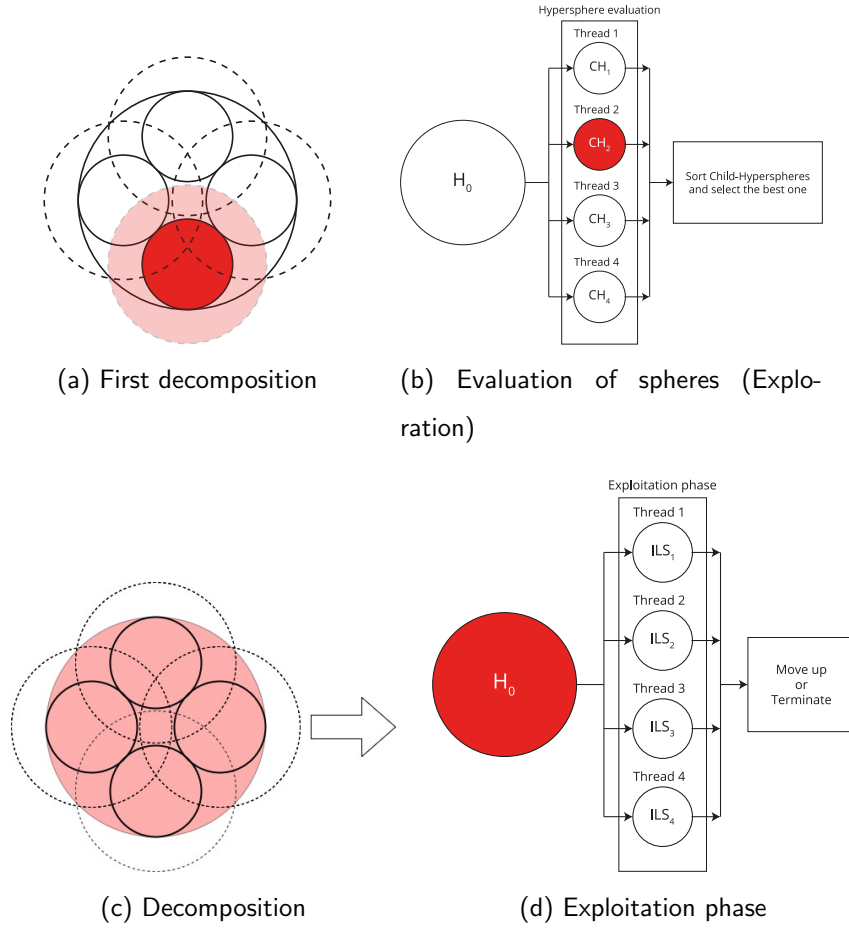 Hypersphere evaluation
Thread 1
CH1
Thread 2
CH2
Thread 3
CH3
Thread 4
CH4
H0
Sort Child-Hyperspheres
and select the best one
(a) First decomposition
(b) Evaluation of spheres (Explo-
ration)
Exploitation phase
Thread 1
ILS1
Thread 2
ILS2
Thread 3
ILS3
Thread 4
ILS4
H0
Move up
or
Terminate
(c) Decomposition
(d) Exploitation phase